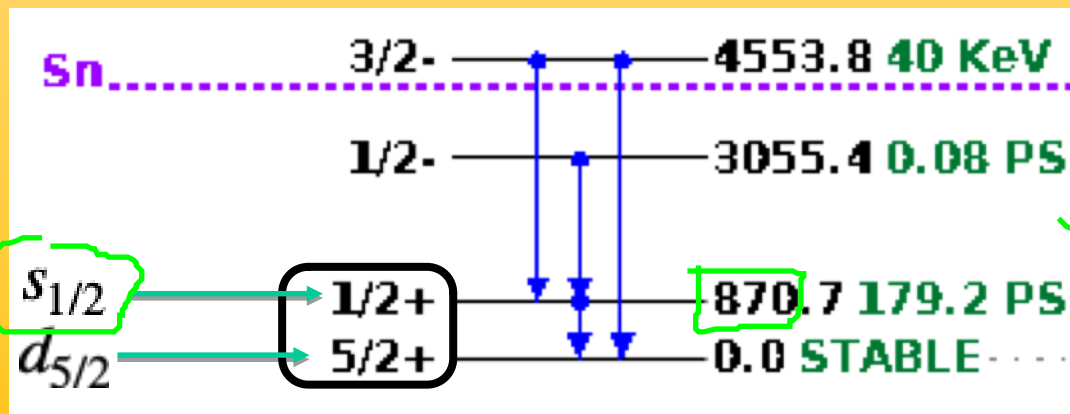 3/2- 4553.8 40 KeV
Sn
1/2- 3055.4 0.08 PS
s1/2 1/2+ 870.7 179.2 PS
d5/2 5/2+ 0.0 STABLE